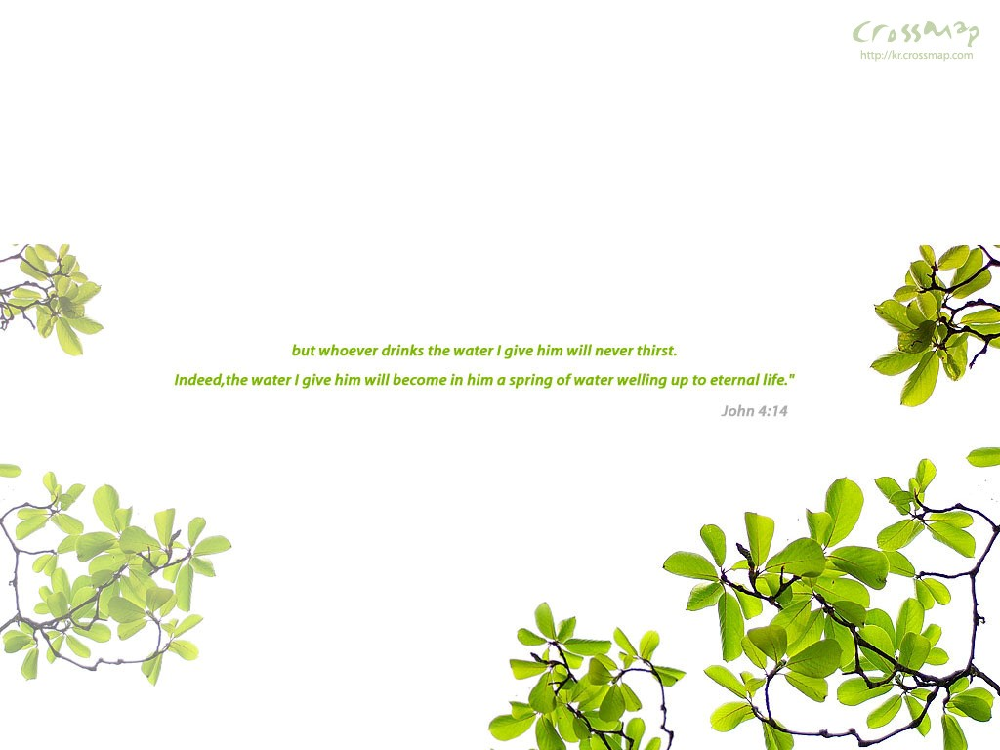 crossmap
http://kr.crossmap.com
but whoever drinks the water I give him will never thirst.
Indeed,the water I give him will become in him a spring of water welling up to eternal life."
John 4:14